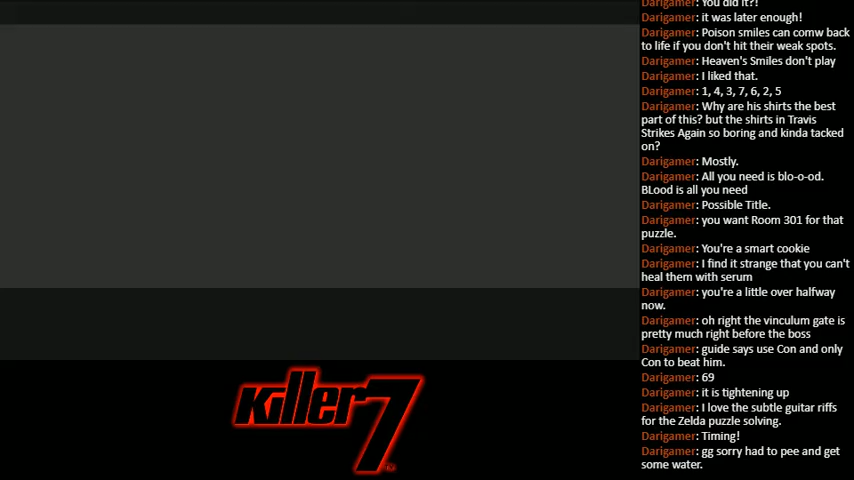 Darigamer: You did it?!
Darigamer: it was later enough!
Darigamer: Poison smiles can comw back
to life if you don't hit their weak spots.
Darigamer: Heaven's Smiles don't play
Darigamer: I liked that.
Darigamer: 1, 4, 3, 7, 6, 2, 5
Darigamer: Why are his shirts the best
part of this? but the shirts in Travis
Strikes Again so boring and kinda tacked
on?
Darigamer: Mostly.
Darigamer: All you need is blo-o-od.
BLood is all you need
Darigamer: Possible Title.
Darigamer: you want Room 301 for that
puzzle.
Darigamer: You're a smart cookie
Darigamer: I find it strange that you can't
heal them with serum
Darigamer: you're a little over halfway
now.
Darigamer: oh right the vinculum gate is
pretty much right before the boss
Darigamer: guide says use Con and only
Con to beat him.
Darigamer: 69
Darigamer: it is tightening up
Darigamer: I love the subtle guitar riffs
for the Zelda puzzle solving.
Darigamer: Timing!
Darigamer: gg sorry had to pee and get
some water.
killer7